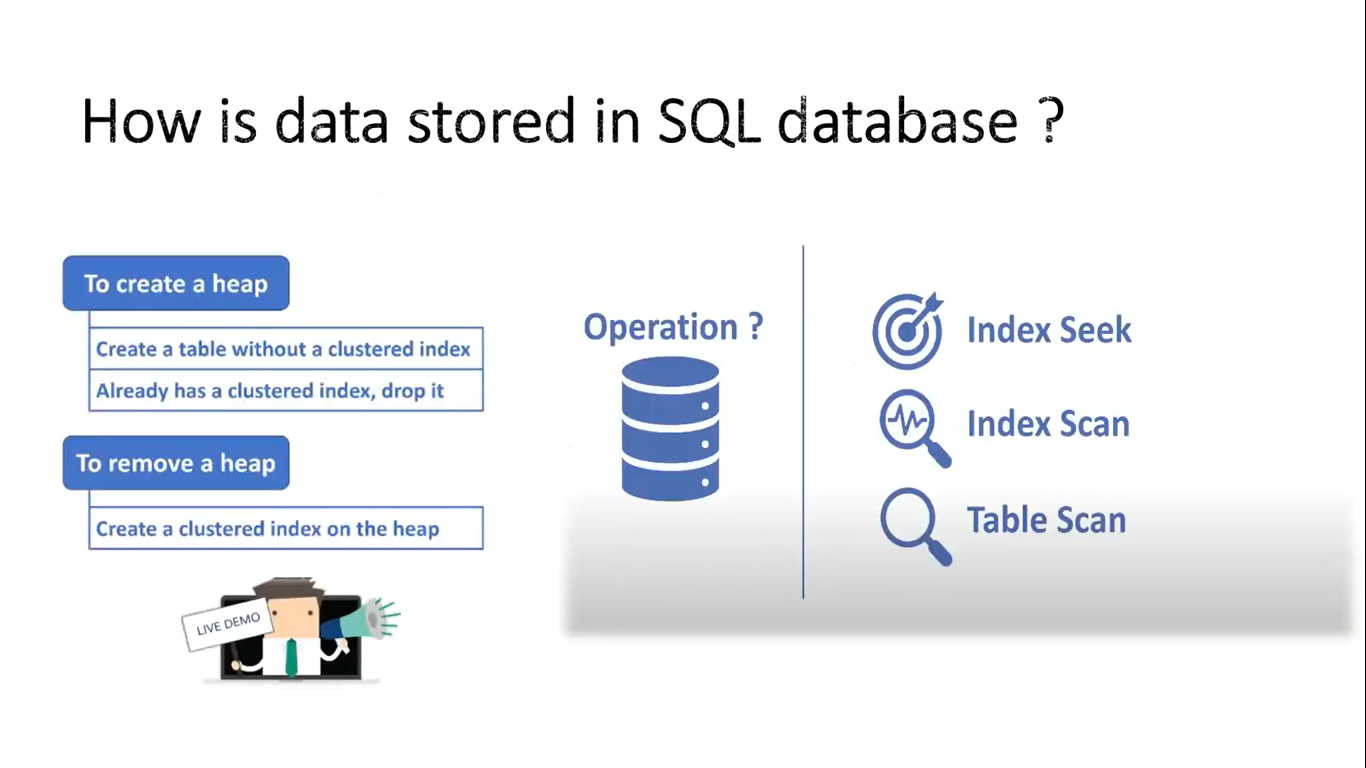 How is data stored in SQL database ?
To create a heap
Create a table without a clustered index
Already has a clustered index, drop it
To remove a heap
Create a clustered index on the heap
LIVE DEMO
Operation ?
Index Seek
Index Scan
Table Scan